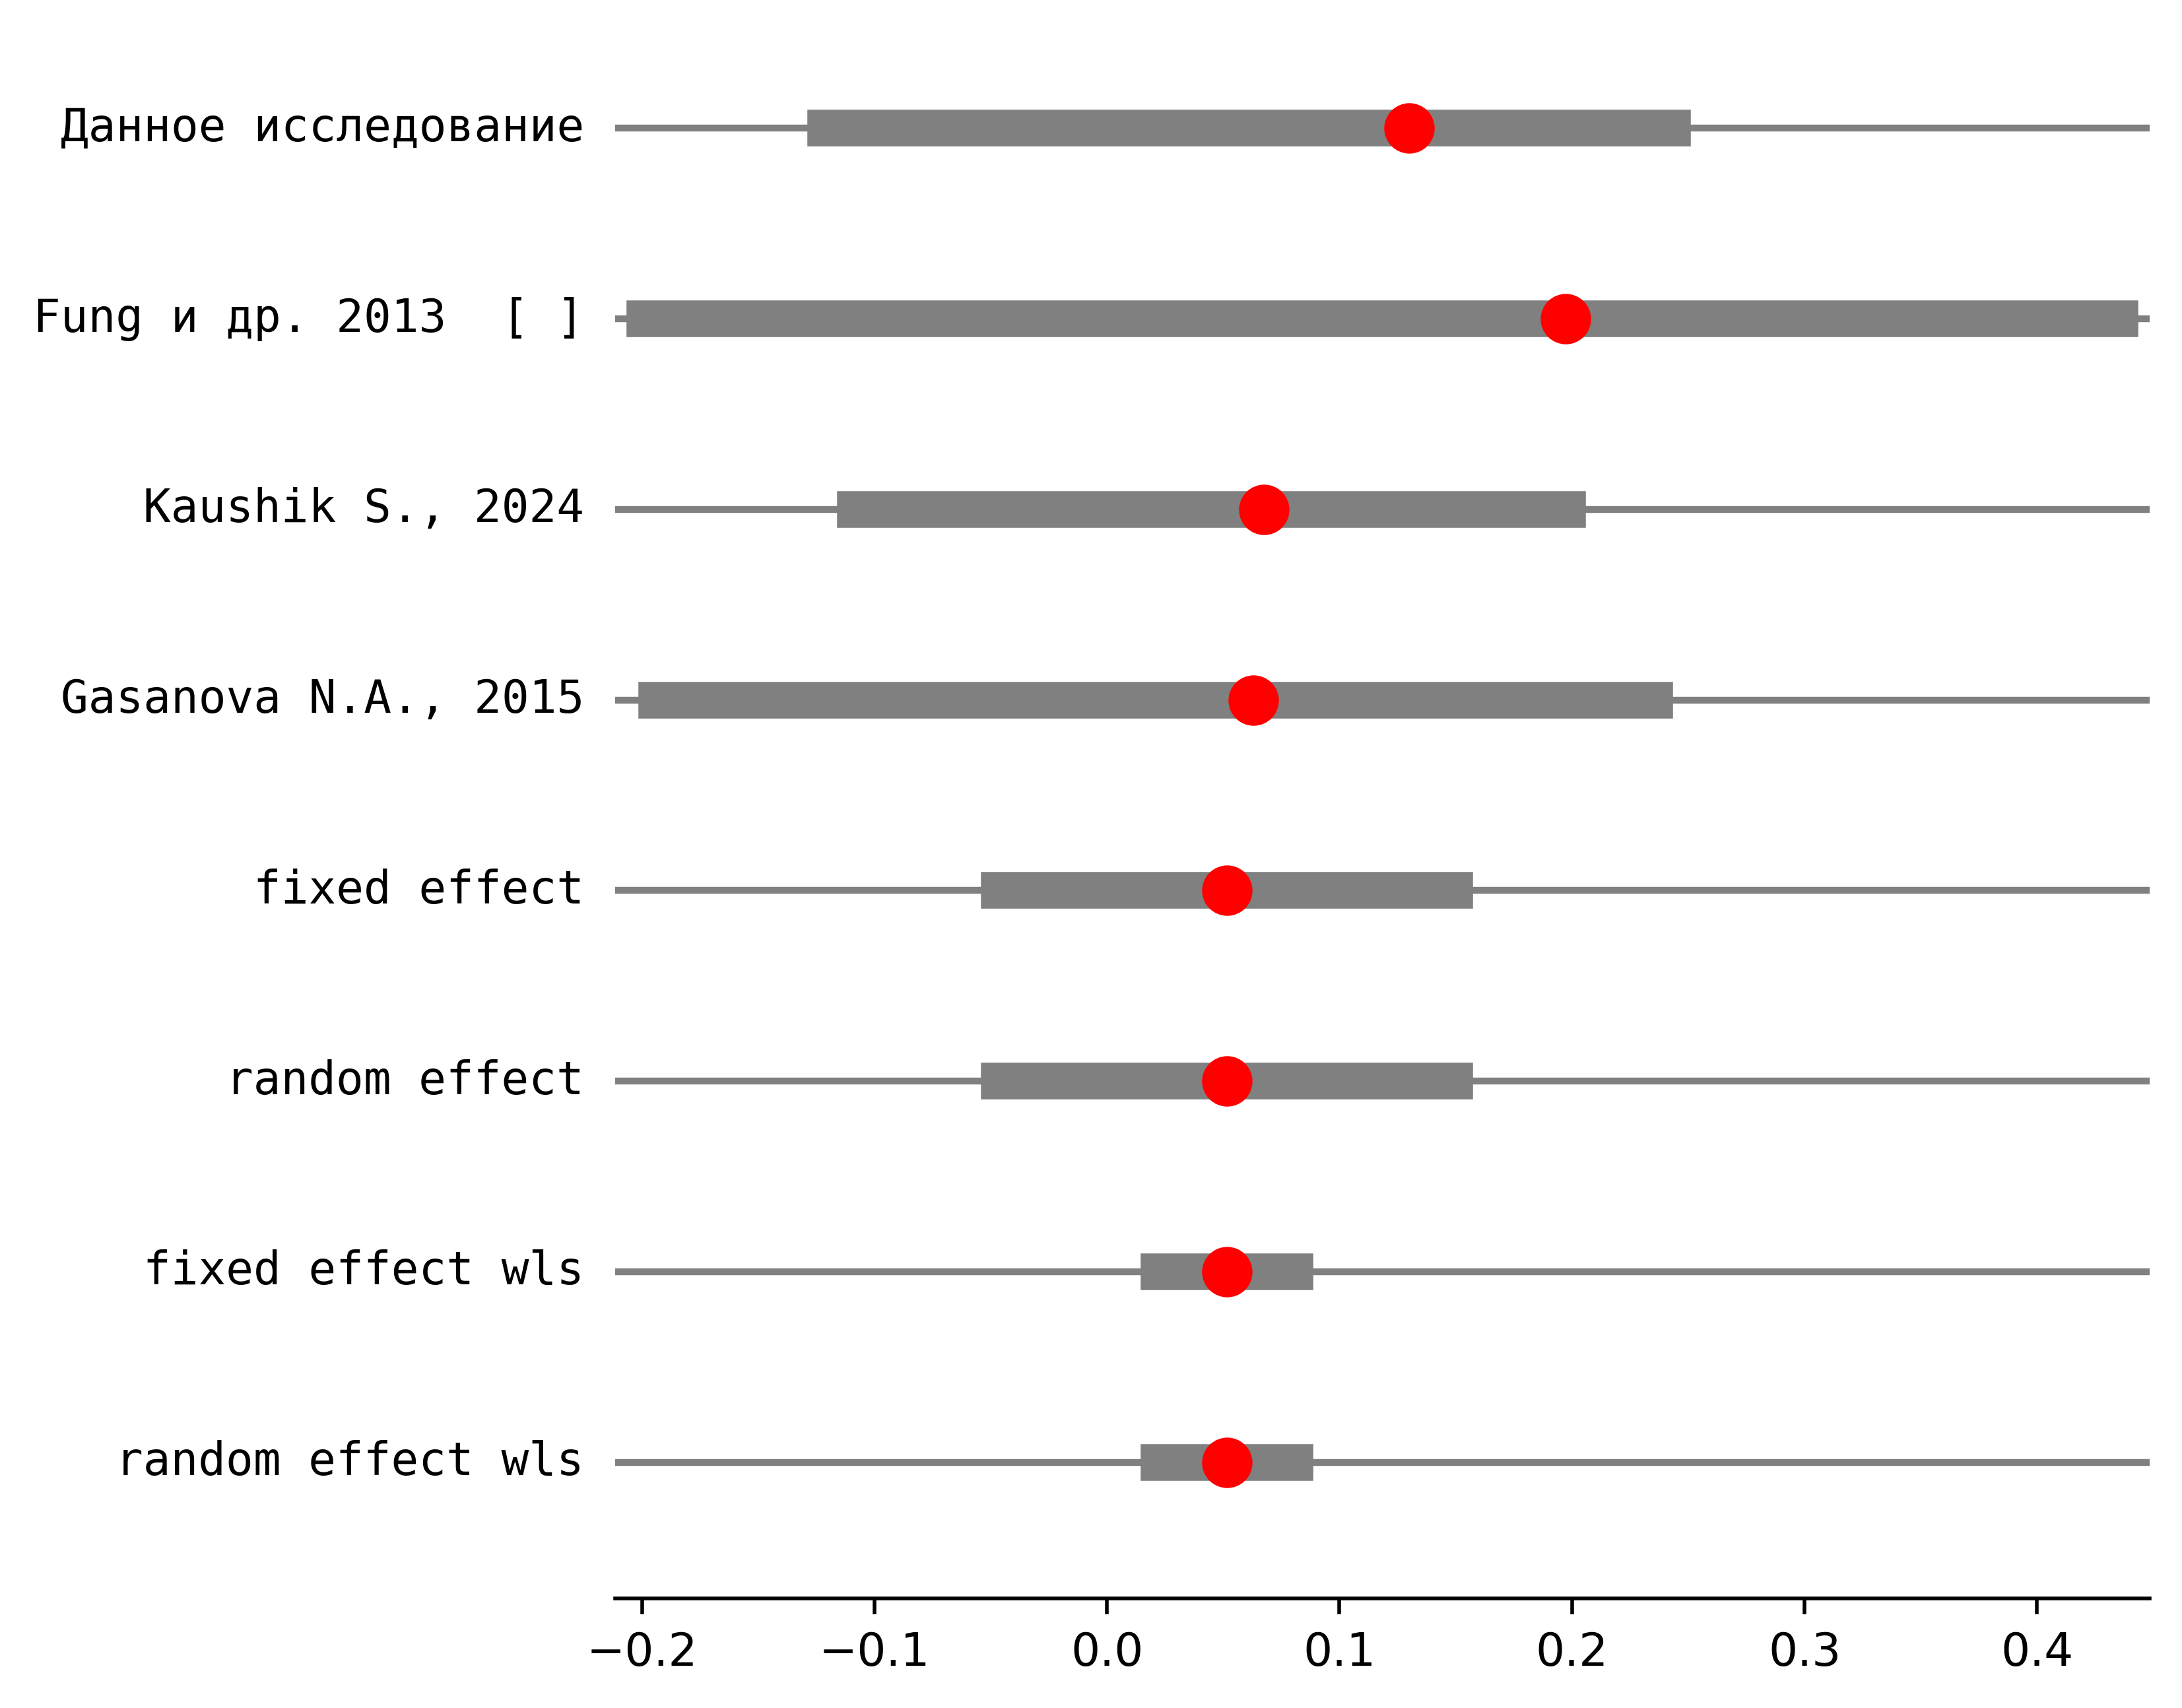 Данное исследование
Fung и др. 2013  [ ]
Kaushik S., 2024
Gasanova N.A., 2015
fixed effect
random effect
fixed effect wls
random effect wls
−0.2 −0.1 0.0 0.1 0.2 0.3 0.4